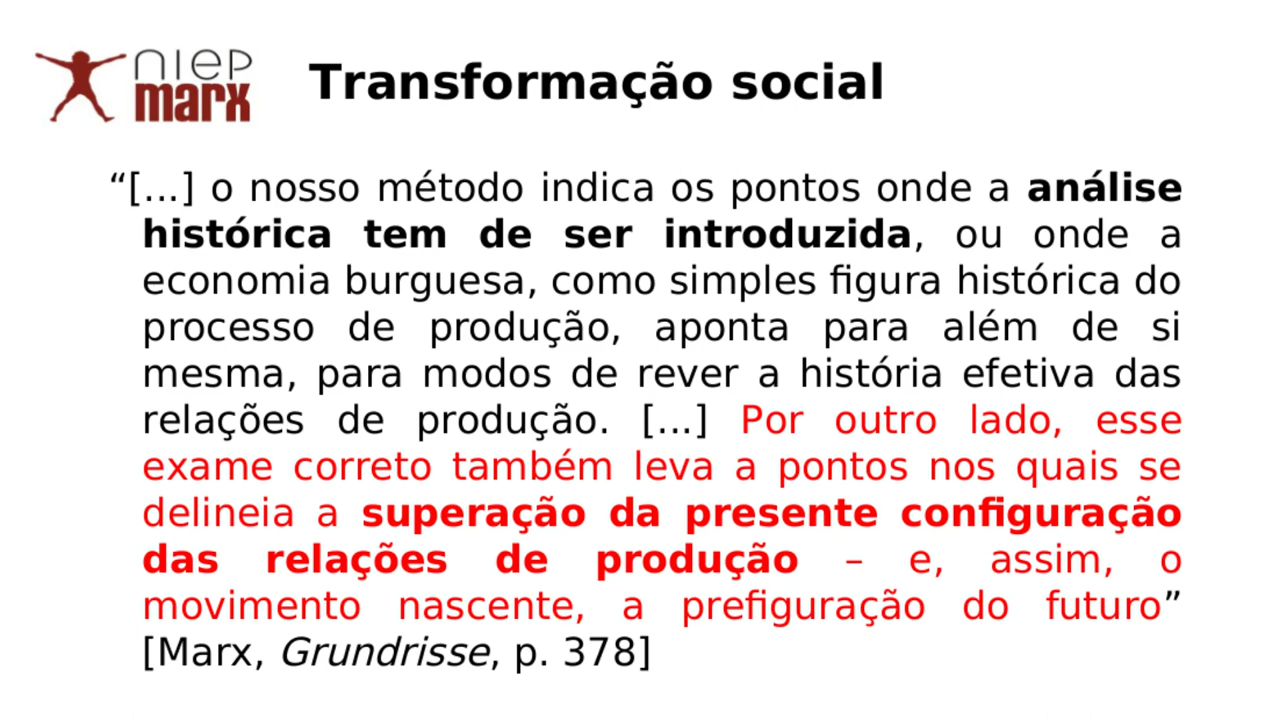 NIEP
marx
Transformação social
“[...] o nosso método indica os pontos onde a análise
histórica tem de ser introduzida, ou onde a
economia burguesa, como simples figura histórica do
processo de produção, aponta para além de si
mesma, para modos de rever a história efetiva das
relações de produção. [...] Por outro lado, esse
exame correto também leva a pontos nos quais se
delineia a superação da presente configuração
das relações de produção – e, assim, o
movimento nascente, a prefiguração do futuro”
[Marx, Grundrisse, p. 378]